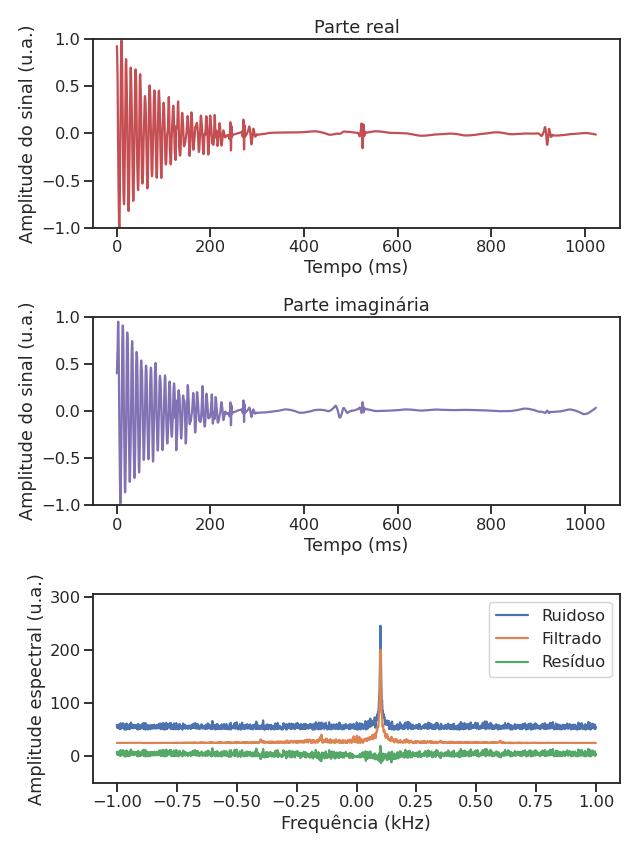 Parte real
Amplitude do sinal (u.a.)
1.0
0.5
0.0
−0.5
−1.0
0 200 400 600 800 1000
Tempo (ms)
Parte imaginária
Amplitude do sinal (u.a.)
1.0
0.5
0.0
−0.5
−1.0
0 200 400 600 800 1000
Tempo (ms)
Amplitude espectral (u.a.)
300
200
100
0
Ruidoso
Filtrado
Resíduo
−1.00 −0.75 −0.50 −0.25 0.00 0.25 0.50 0.75 1.00
Frequência (kHz)